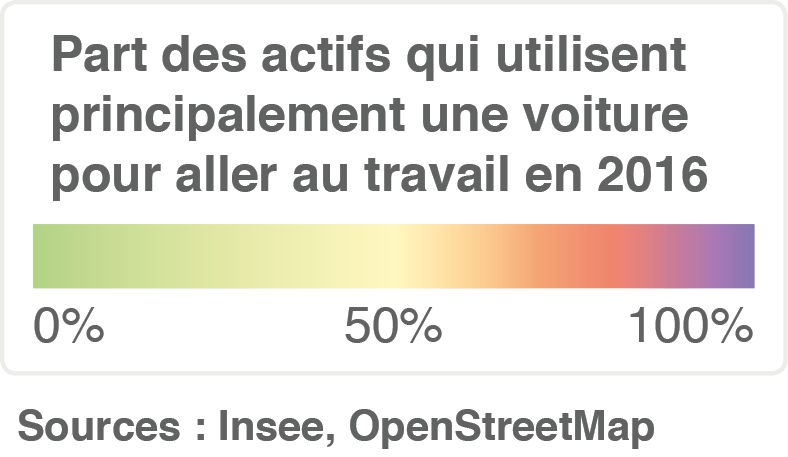 Part des actifs qui utilisent
principalement une voiture
pour aller au travail en 2016
0% 50% 100%
Sources : Insee, OpenStreetMap